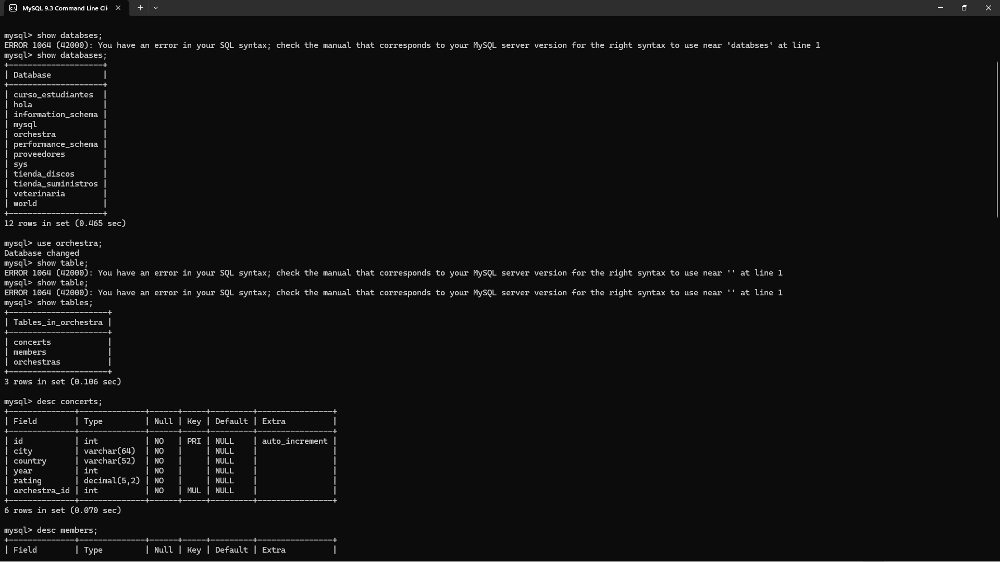 MySQL 9.3 Command Line Cli
mysql> show databses;
ERROR 1064 (42000): You have an error in your SQL syntax; check the manual that corresponds to your MySQL server version for the right syntax to use near 'databses' at line 1
mysql> show databases;
+--------------------+
| Database           |
+--------------------+
| curso_estudiantes  |
| hola               |
| information_schema |
| mysql              |
| orchestra          |
| performance_schema |
| proveedores        |
| sys                |
| tienda_discos      |
| tienda_suministros |
| veterinaria        |
| world              |
+--------------------+
12 rows in set (0.465 sec)
mysql> use orchestra;
Database changed
mysql> show table;
ERROR 1064 (42000): You have an error in your SQL syntax; check the manual that corresponds to your MySQL server version for the right syntax to use near '' at line 1
mysql> show table;
ERROR 1064 (42000): You have an error in your SQL syntax; check the manual that corresponds to your MySQL server version for the right syntax to use near '' at line 1
mysql> show tables;
+---------------------+
| Tables_in_orchestra |
+---------------------+
| concerts            |
| members             |
| orchestras          |
+---------------------+
3 rows in set (0.106 sec)
mysql> desc concerts;
+--------------+--------------+------+-----+---------+----------------+
| Field        | Type         | Null | Key | Default | Extra          |
+--------------+--------------+------+-----+---------+----------------+
| id           | int          | NO   | PRI | NULL    | auto_increment |
| city         | varchar(64)  | NO   |     | NULL    |                |
| country      | varchar(52)  | NO   |     | NULL    |                |
| year         | int          | NO   |     | NULL    |                |
| rating       | decimal(5,2) | NO   |     | NULL    |                |
| orchestra_id | int          | NO   | MUL | NULL    |                |
+--------------+--------------+------+-----+---------+----------------+
6 rows in set (0.070 sec)
mysql> desc members;
+--------------+--------------+------+-----+---------+----------------+
| Field        | Type         | Null | Key | Default | Extra          |